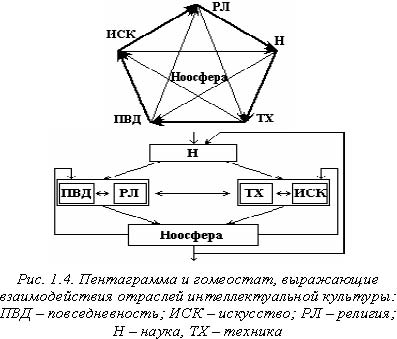 РЛ
ИСК
Н
Ноосфера
ПВД
ТХ
Н
ПВД РЛ ТХ ИСК
Ноосфера
Рис. 1.4. Пентаграмма и гомеостат, выражающие
взаимодействия отраслей интеллектуальной культуры:
ПВД – повседневность; ИСК – искусство; РЛ – религия;
Н – наука, ТХ – техника